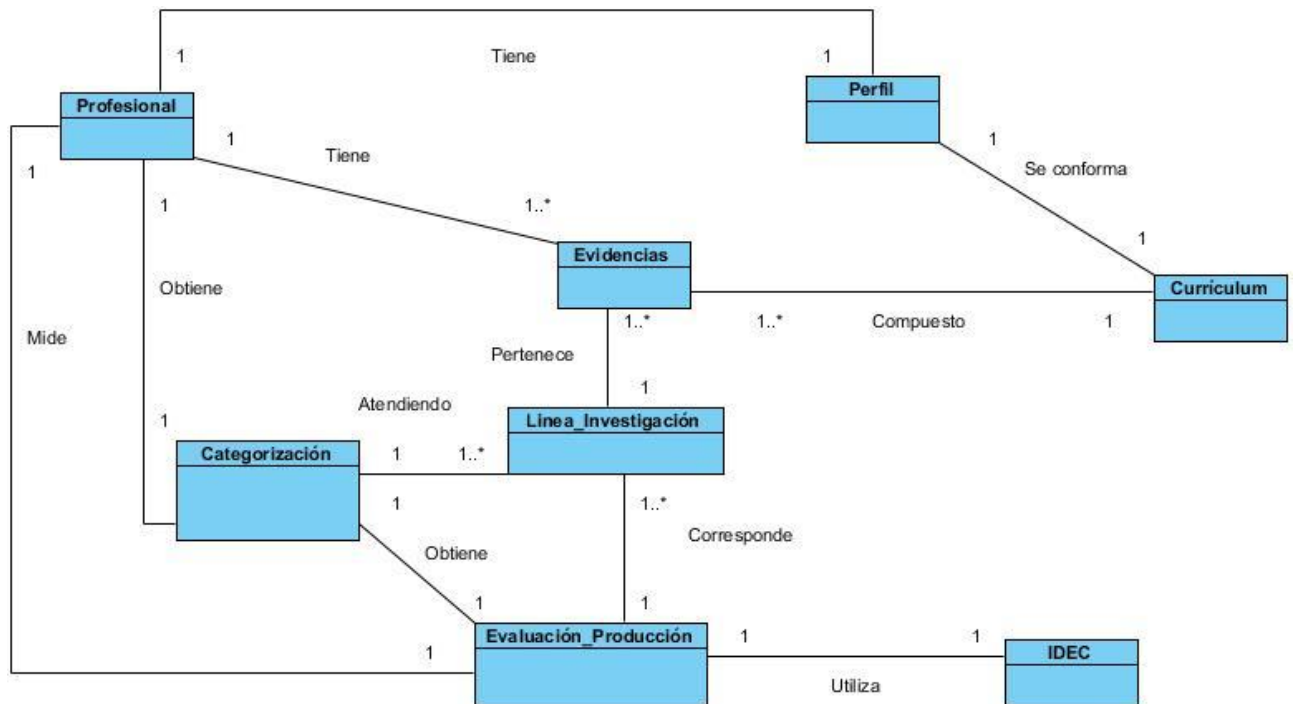 1
Tiene
1
Profesional
Perfil
1
1
1
Tiene
Se conforma
1
1..*
1
Evidencias
Obtiene
Currículum
1..*
1..*
Compuesto
1
Mide
Pertenece
1
Atendiendo
1
Linea_Investigación
Categorización
1
1..*
1
1..*
Corresponde
Obtiene
1
1
Evaluación_Producción
1
1
1
IDEC
Utiliza